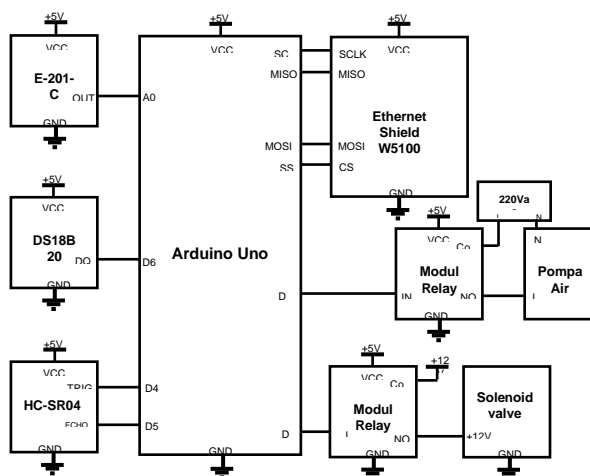 +5V
VCC
E-201-
C
OUT
GND
+5V
VCC
DS18B
20
DQ
GND
+5V
VCC
TRIG
HC-SR04
ECHO
GND
+5V
VCC
A0
D6
D4
D5
Arduino Uno
SC
MISO
MOSI
SS
D
D
GND
+5V
VCC
SCLK
MISO
Ethernet
Shield
W5100
MOSI
CS
GND
220Va
N
+5V
VCC
Co
Modul
Relay
IN
NO
GND
N
Pompa
Air
L
+5V
VCC
Co
+12
Modul
Relay
I
NO
GND
Solenoid
valve
+12V
GND